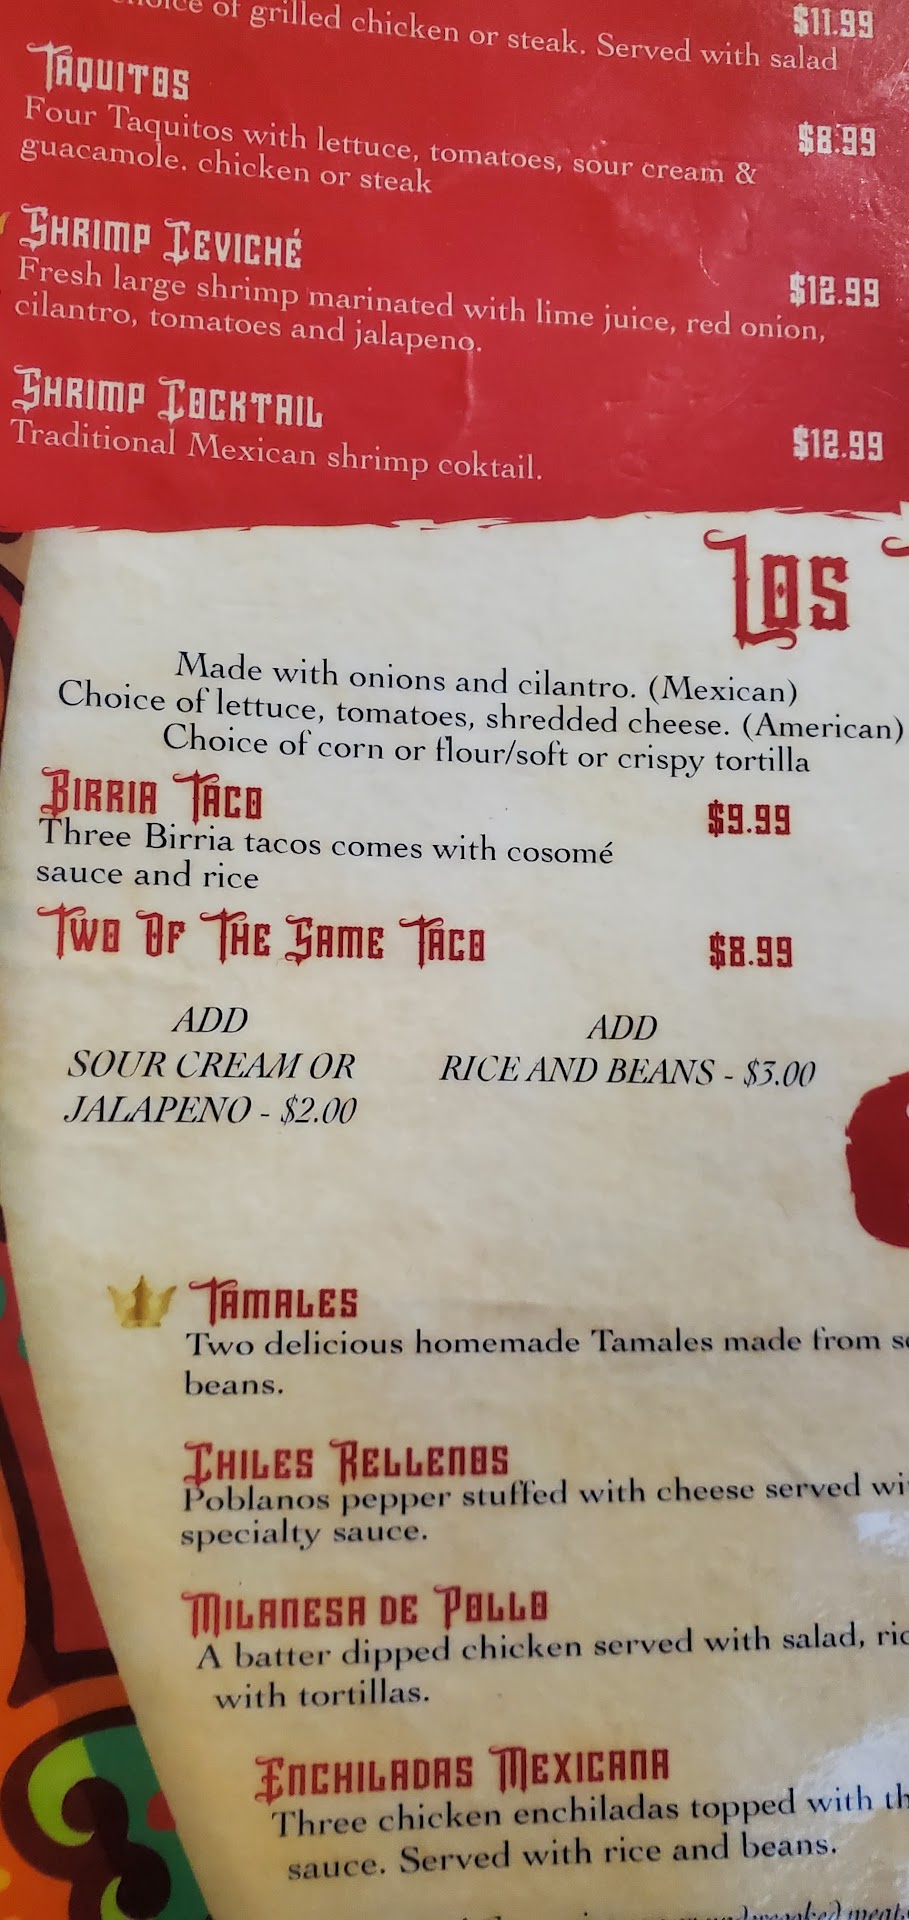 of grilled chicken or steak. Served with salad
$11.99
TAQUITOS
Four Taquitos with lettuce, tomatoes, sour cream &
$8.99
guacamole. chicken or steak
SHRIMP CEVICHÉ
Fresh large shrimp marinated with lime juice, red onion,
$12.99
cilantro, tomatoes and jalapeno.
SHRIMP COCKTAIL
Traditional Mexican shrimp coktail.
$12.99
LOS
Made with onions and cilantro. (Mexican)
Choice of lettuce, tomatoes, shredded cheese. (American)
Choice of corn or flour/soft or crispy tortilla
BIRRIA TACO
$9.99
Three Birria tacos comes with cosomé
sauce and rice
TWO OF THE SAME TACO
$8.99
ADD
SOUR CREAM OR
JALAPENO - $2.00
ADD
RICE AND BEANS - $3.00
TAMALES
Two delicious homemade Tamales made from
beans.
CHILES RELLENOS
Poblanos pepper stuffed with cheese served
specialty sauce.
MILANESA DE POLLO
A batter dipped chicken served with salad,
with tortillas.
ENCHILADAS MEXICANA
Three chicken enchiladas topped with
sauce. Served with rice and beans.